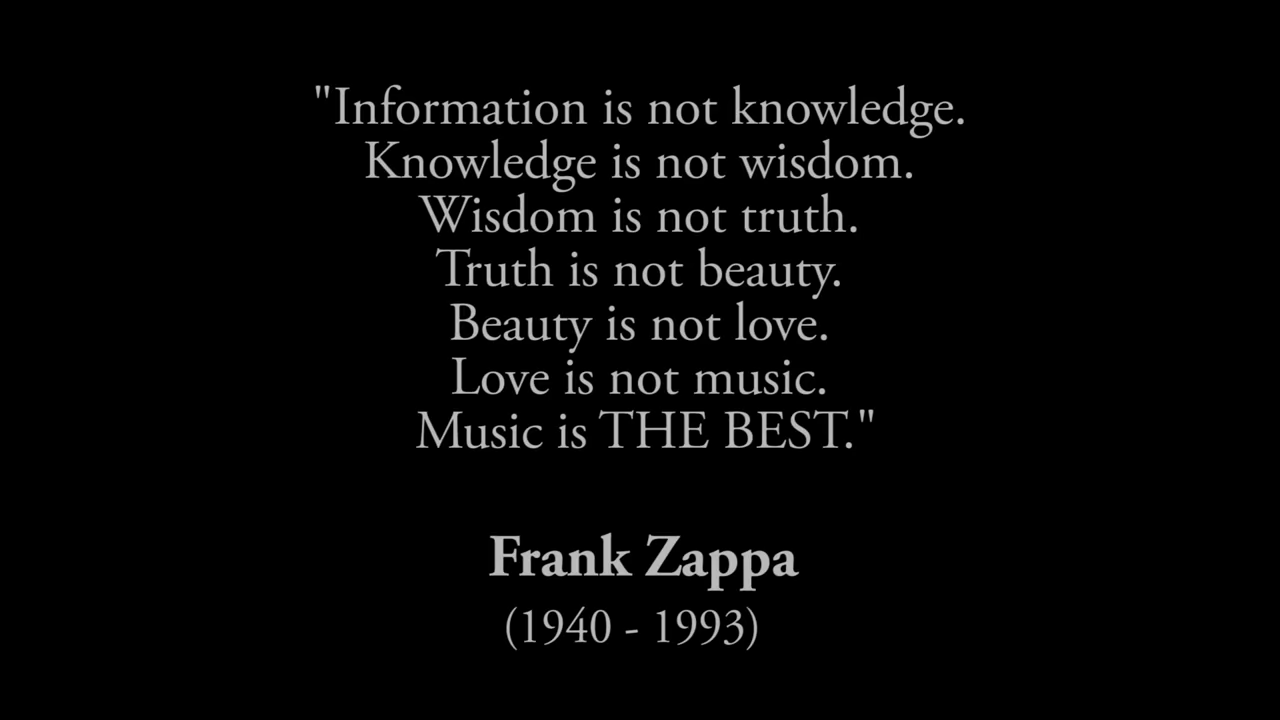 "Information is not knowledge.
Knowledge is not wisdom.
Wisdom is not truth.
Truth is not beauty.
Beauty is not love.
Love is not music.
Music is THE BEST."
Frank Zappa
(1940 - 1993)